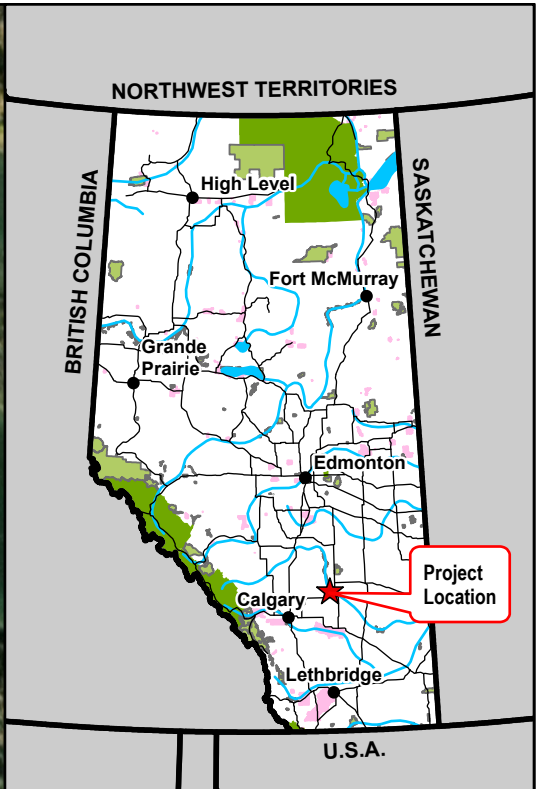 NORTHWEST TERRITORIES
BRITISH COLUMBIA
SASKATCHEWAN
High Level
Fort McMurray
Grande
Prairie
Edmonton
Project
Location
Calgary
Lethbridge
U.S.A.